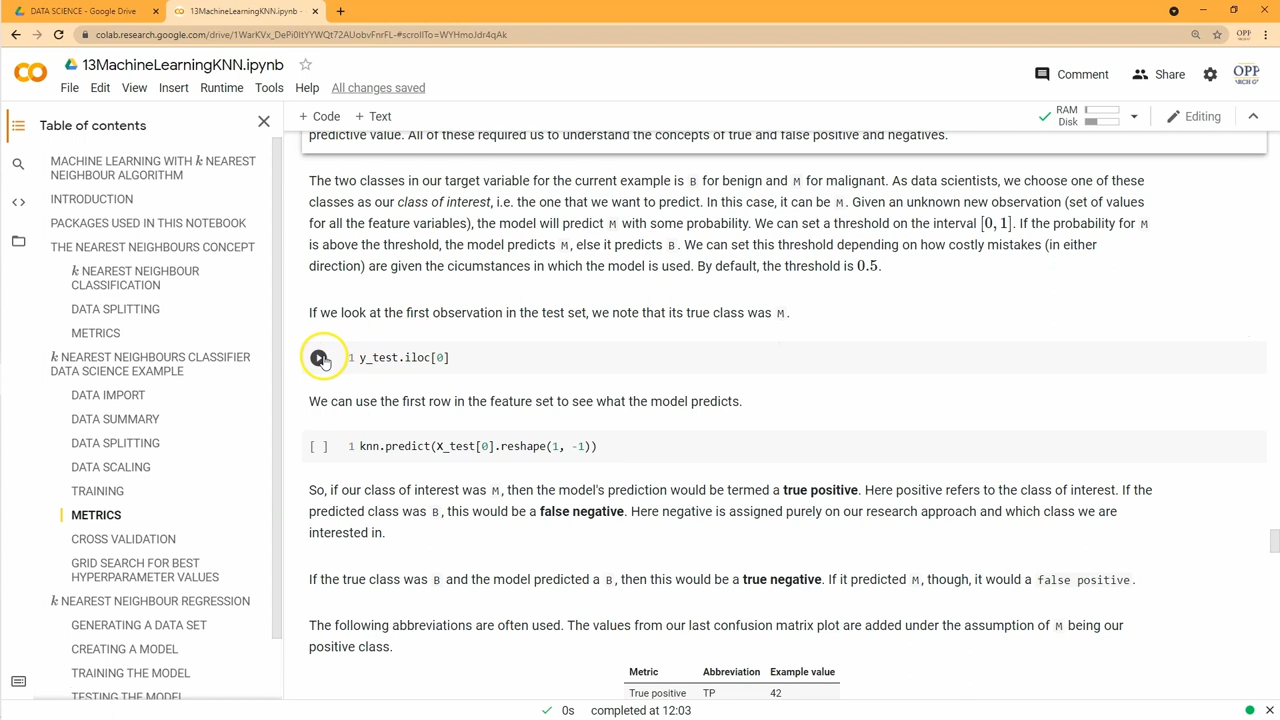 DATA SCIENCE - Google Drive
13MachineLearningKNN.ipynb -
colab.research.google.com/drive/1WarKVx_DePi0ItYYWQt72AUobvFnrFL-#scrollTo=WYHmoJdr4qAk
13MachineLearningKNN.ipynb
File Edit View Insert Runtime Tools Help All changes saved
Comment Share
OPP
Table of contents
MACHINE LEARNING WITH k NEAREST
NEIGHBOUR ALGORITHM
INTRODUCTION
PACKAGES USED IN THIS NOTEBOOK
THE NEAREST NEIGHBOURS CONCEPT
k NEAREST NEIGHBOUR
CLASSIFICATION
DATA SPLITTING
METRICS
k NEAREST NEIGHBOURS CLASSIFIER
DATA SCIENCE EXAMPLE
DATA IMPORT
DATA SUMMARY
DATA SPLITTING
DATA SCALING
TRAINING
METRICS
CROSS VALIDATION
GRID SEARCH FOR BEST
HYPERPARAMETER VALUES
k NEAREST NEIGHBOUR REGRESSION
GENERATING A DATA SET
CREATING A MODEL
TRAINING THE MODEL
TESTING THE MODEL
+ Code + Text
RAM
Disk
Editing
predictive value. All of these required us to understand the concepts of true and false positive and negatives.
The two classes in our target variable for the current example is B for benign and M for malignant. As data scientists, we choose one of these
classes as our class of interest, i.e. the one that we want to predict. In this case, it can be M. Given an unknown new observation (set of values
for all the feature variables), the model will predict M with some probability. We can set a threshold on the interval [0, 1]. If the probability for M
is above the threshold, the model predicts M, else it predicts B. We can set this threshold depending on how costly mistakes (in either
direction) are given the cicumstances in which the model is used. By default, the threshold is 0.5.
If we look at the first observation in the test set, we note that its true class was M.
1 y_test.iloc[0]
We can use the first row in the feature set to see what the model predicts.
[ ] 1 knn.predict(X_test[0].reshape(1, -1))
So, if our class of interest was M, then the model's prediction would be termed a true positive. Here positive refers to the class of interest. If the
predicted class was B, this would be a false negative. Here negative is assigned purely on our research approach and which class we are
interested in.
If the true class was B and the model predicted a B, then this would be a true negative. If it predicted M, though, it would a false positive.
The following abbreviations are often used. The values from our last confusion matrix plot are added under the assumption of M being our
positive class.
Metric Abbreviation Example value
True positive TP 42
0s completed at 12:03